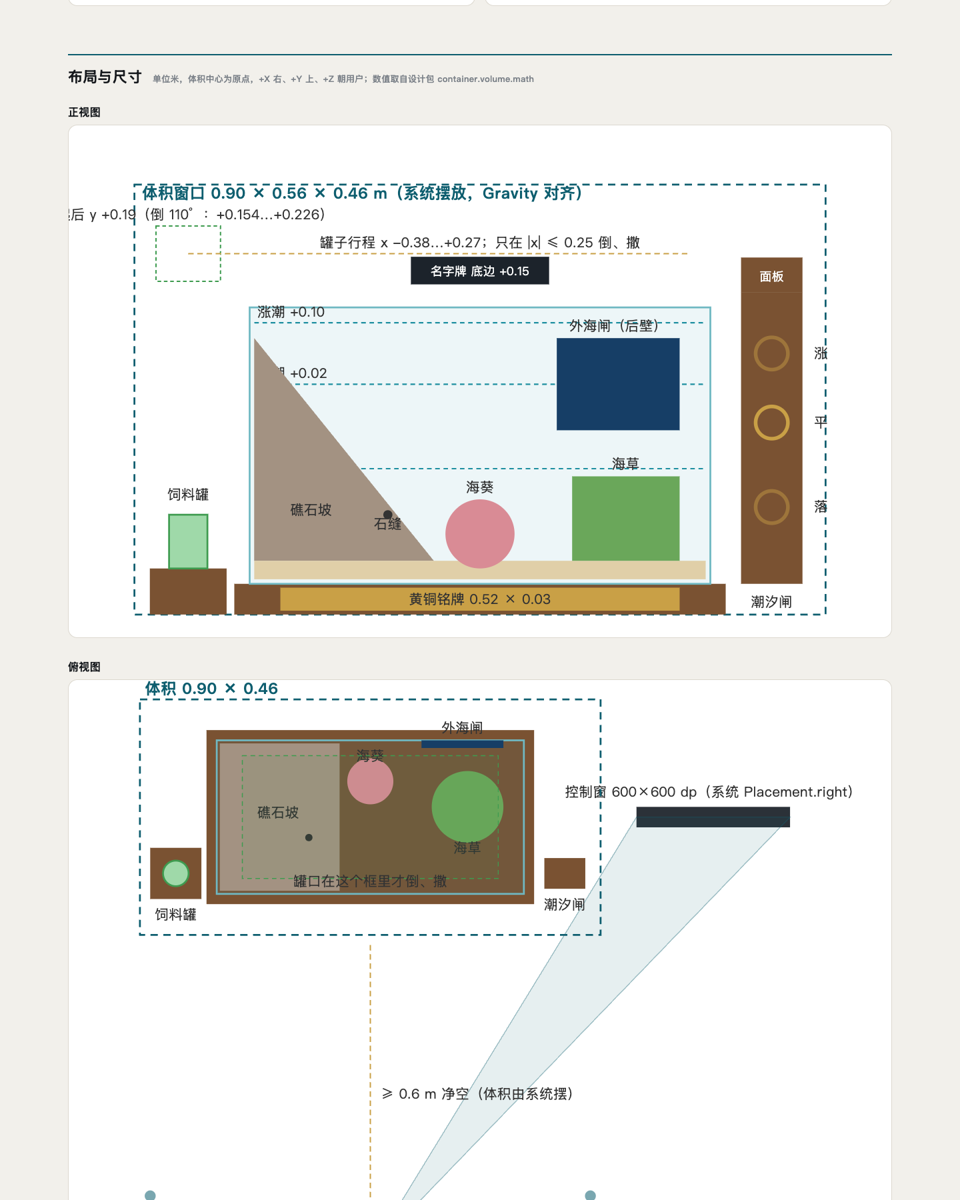 布局与尺寸 单位米，体积中心为原点，+X 右、+Y 上、+Z 朝用户；数值取自设计包 container.volume.math
正视图
体积窗口 0.90 × 0.56 × 0.46 m（系统摆放，Gravity 对齐）
后 y +0.19（倒 110°：+0.154…+0.226）
罐子行程 x −0.38…+0.27；只在 |x| ≤ 0.25 倒、撒
名字牌 底边 +0.15
面板
涨潮 +0.10
外海闸（后壁）
涨
+0.02
平
海草
海葵
饲料罐
落
礁石坡
石缝
黄铜铭牌 0.52 × 0.03
潮汐闸
俯视图
体积 0.90 × 0.46
外海闸
海葵
控制窗 600×600 dp（系统 Placement.right）
礁石坡
海草
罐口在这个框里才倒、撒
潮汐闸
饲料罐
≥ 0.6 m 净空（体积由系统摆）